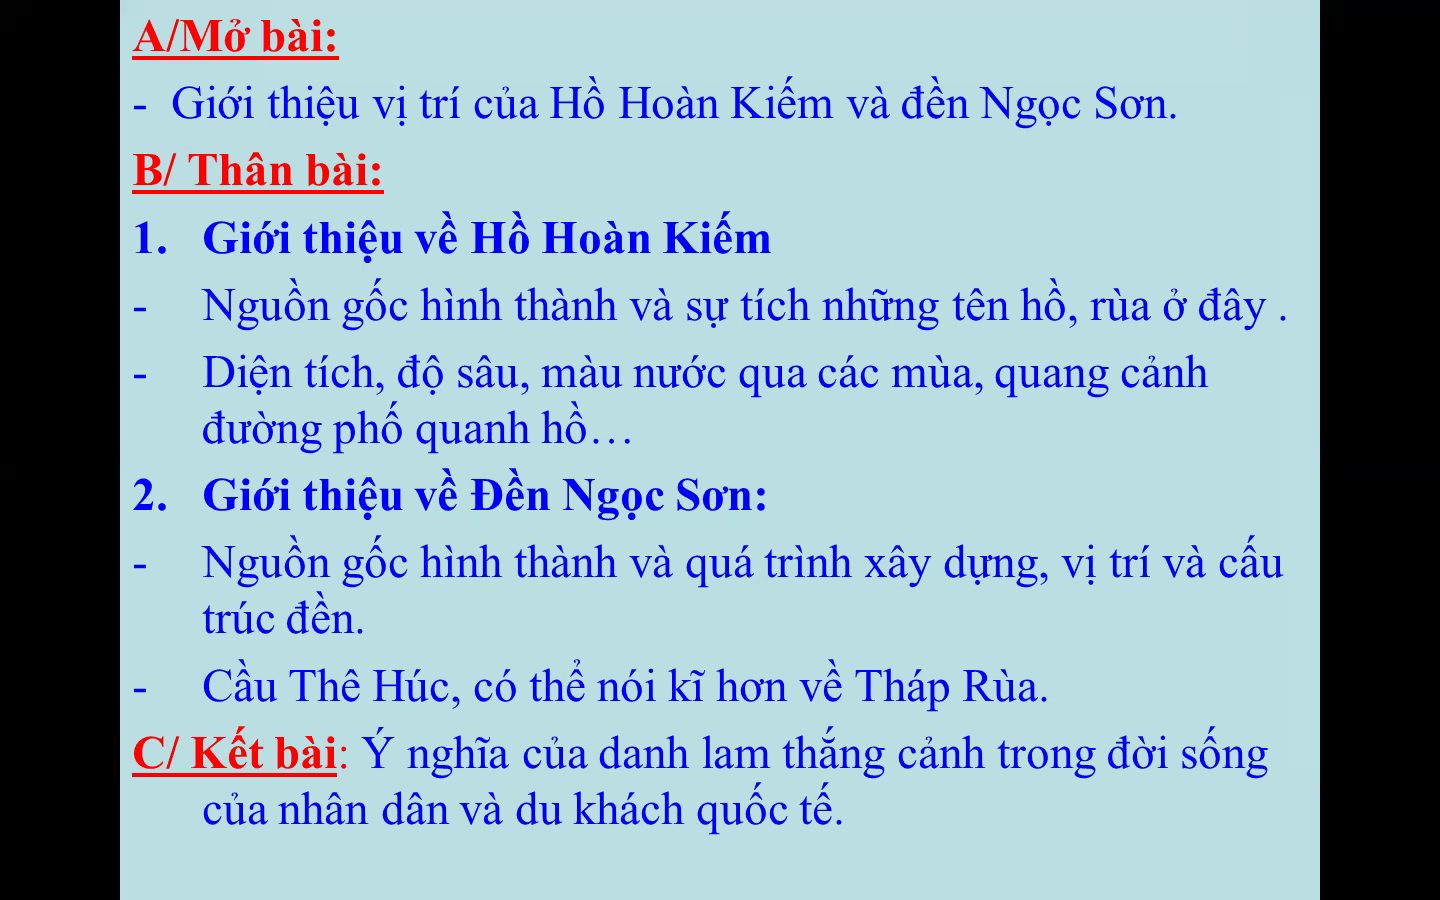 A/Mở bài:
- Giới thiệu vị trí của Hồ Hoàn Kiếm và đền Ngọc Sơn.
B/ Thân bài:
1. Giới thiệu về Hồ Hoàn Kiếm
- Nguồn gốc hình thành và sự tích những tên hồ, rùa ở đây .
- Diện tích, độ sâu, màu nước qua các mùa, quang cảnh
đường phố quanh hồ…
2. Giới thiệu về Đền Ngọc Sơn:
- Nguồn gốc hình thành và quá trình xây dựng, vị trí và cấu
trúc đền.
- Cầu Thê Húc, có thể nói kĩ hơn về Tháp Rùa.
C/ Kết bài: Ý nghĩa của danh lam thắng cảnh trong đời sống
của nhân dân và du khách quốc tế.